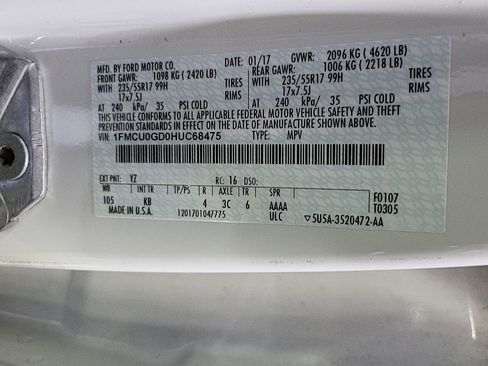 MFD. BY FORD MOTOR CO. DATE: 01/17 GVWR: 2096 KG ( 4620 LB)
FRONT GAWR: 1098 KG ( 2420 LB) REAR GAWR: 1006 KG ( 2218 LB)
WITH 235/55R17 99H TIRES WITH 235/55R17 99H TIRES
17x7.5J RIMS 17x7.5J RIMS
AT 240 kPa/ 35 PSI COLD AT 240 kPa/ 35 PSI COLD
THIS VEHICLE CONFORMS TO ALL APPLICABLE FEDERAL MOTOR VEHICLE SAFETY AND BUMPER AND
THEFT PREVENTION STANDARDS IN EFFECT ON THE DATE OF MANUFACTURE SHOWN ABOVE.
VIN: 1FMCU0GD0HUC68475 TYPE: MPV
EXT PNT: YZ RC: 16 DSO:
WB INT TR TP/PS R AXLE TR SPR F0107
105 KB 4 3C 6 AAAA T0305
MADE IN U.S.A. 1201701047775 ULC 5U5A-3520472-AA